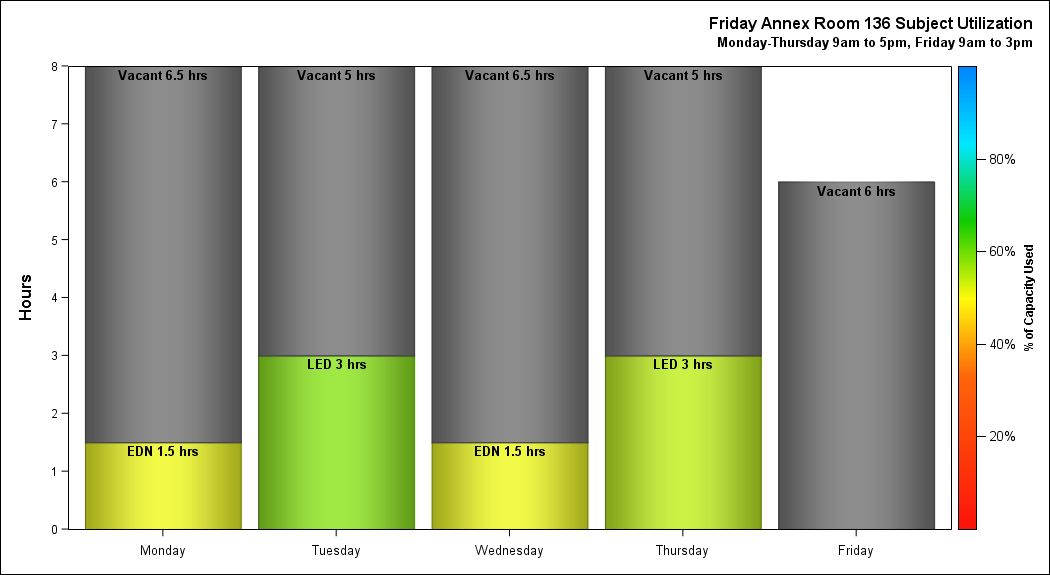 Friday Annex Room 136 Subject Utilization
Monday-Thursday 9am to 5pm, Friday 9am to 3pm
8
7
6
5
4
3
2
1
0
Hours
Vacant 6.5 hrs
EDN 1.5 hrs
Vacant 5 hrs
LED 3 hrs
Vacant 6.5 hrs
EDN 1.5 hrs
Vacant 5 hrs
LED 3 hrs
Vacant 6 hrs
Monday
Tuesday
Wednesday
Thursday
Friday
80%
60%
40%
20%
% of Capacity Used